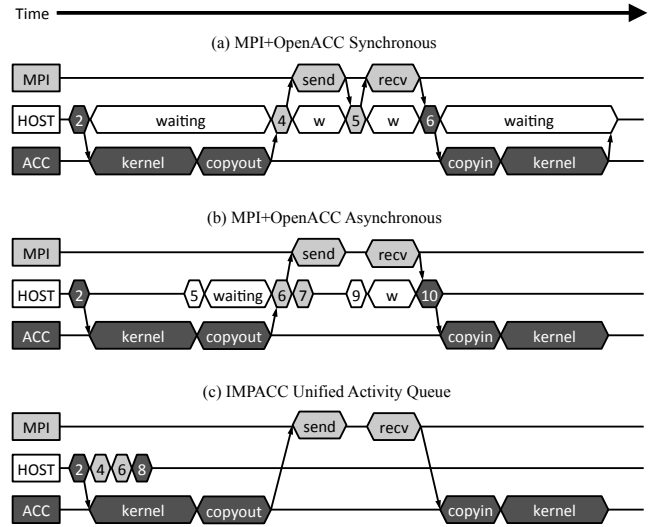 Time
(a) MPI+OpenACC Synchronous
MPI send recv
HOST 2 waiting 4 w 5 w 6 waiting
ACC kernel copyout copyin kernel
(b) MPI+OpenACC Asynchronous
MPI send recv
HOST 2 5 waiting 6 7 9 w 10
ACC kernel copyout copyin kernel
(c) IMPACC Unified Activity Queue
MPI send recv
HOST 2 4 6 8
ACC kernel copyout copyin kernel